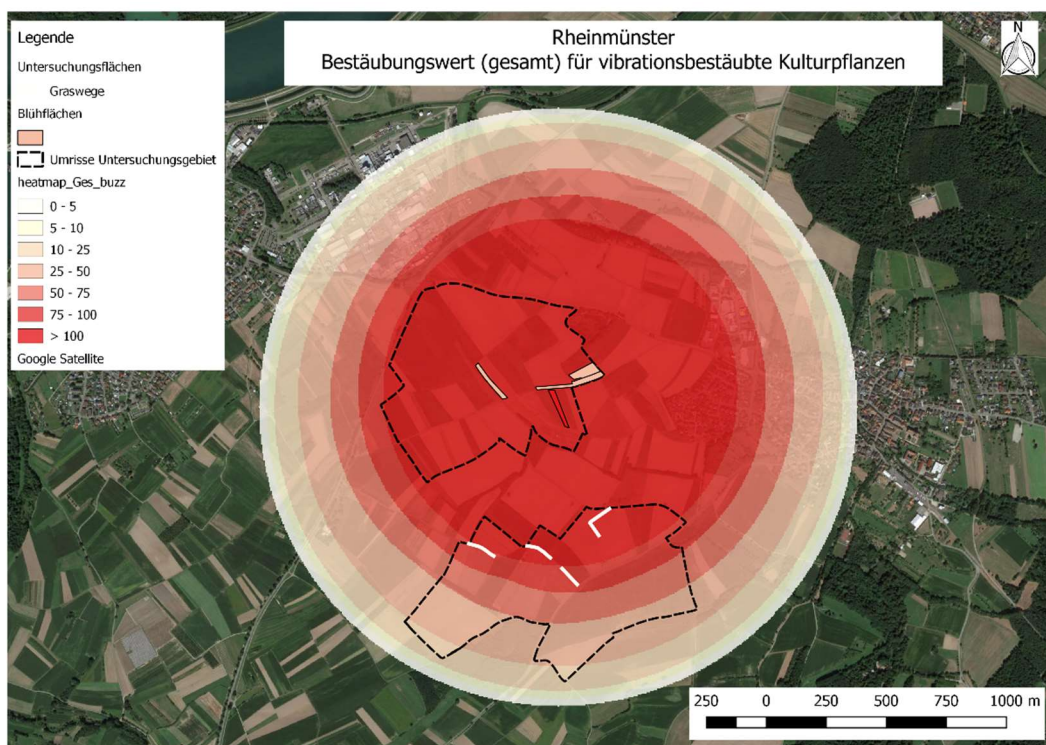 Rheinmünster
Bestäubungswert (gesamt) für vibrationsbestäubte Kulturpflanzen
N
Legende
Untersuchungsflächen
Graswege
Blühflächen
Umrisse Untersuchungsgebiet
heatmap_Ges_buzz
0 - 5
5 - 10
10 - 25
25 - 50
50 - 75
75 - 100
> 100
Google Satellite
250 0 250 500 750 1000 m